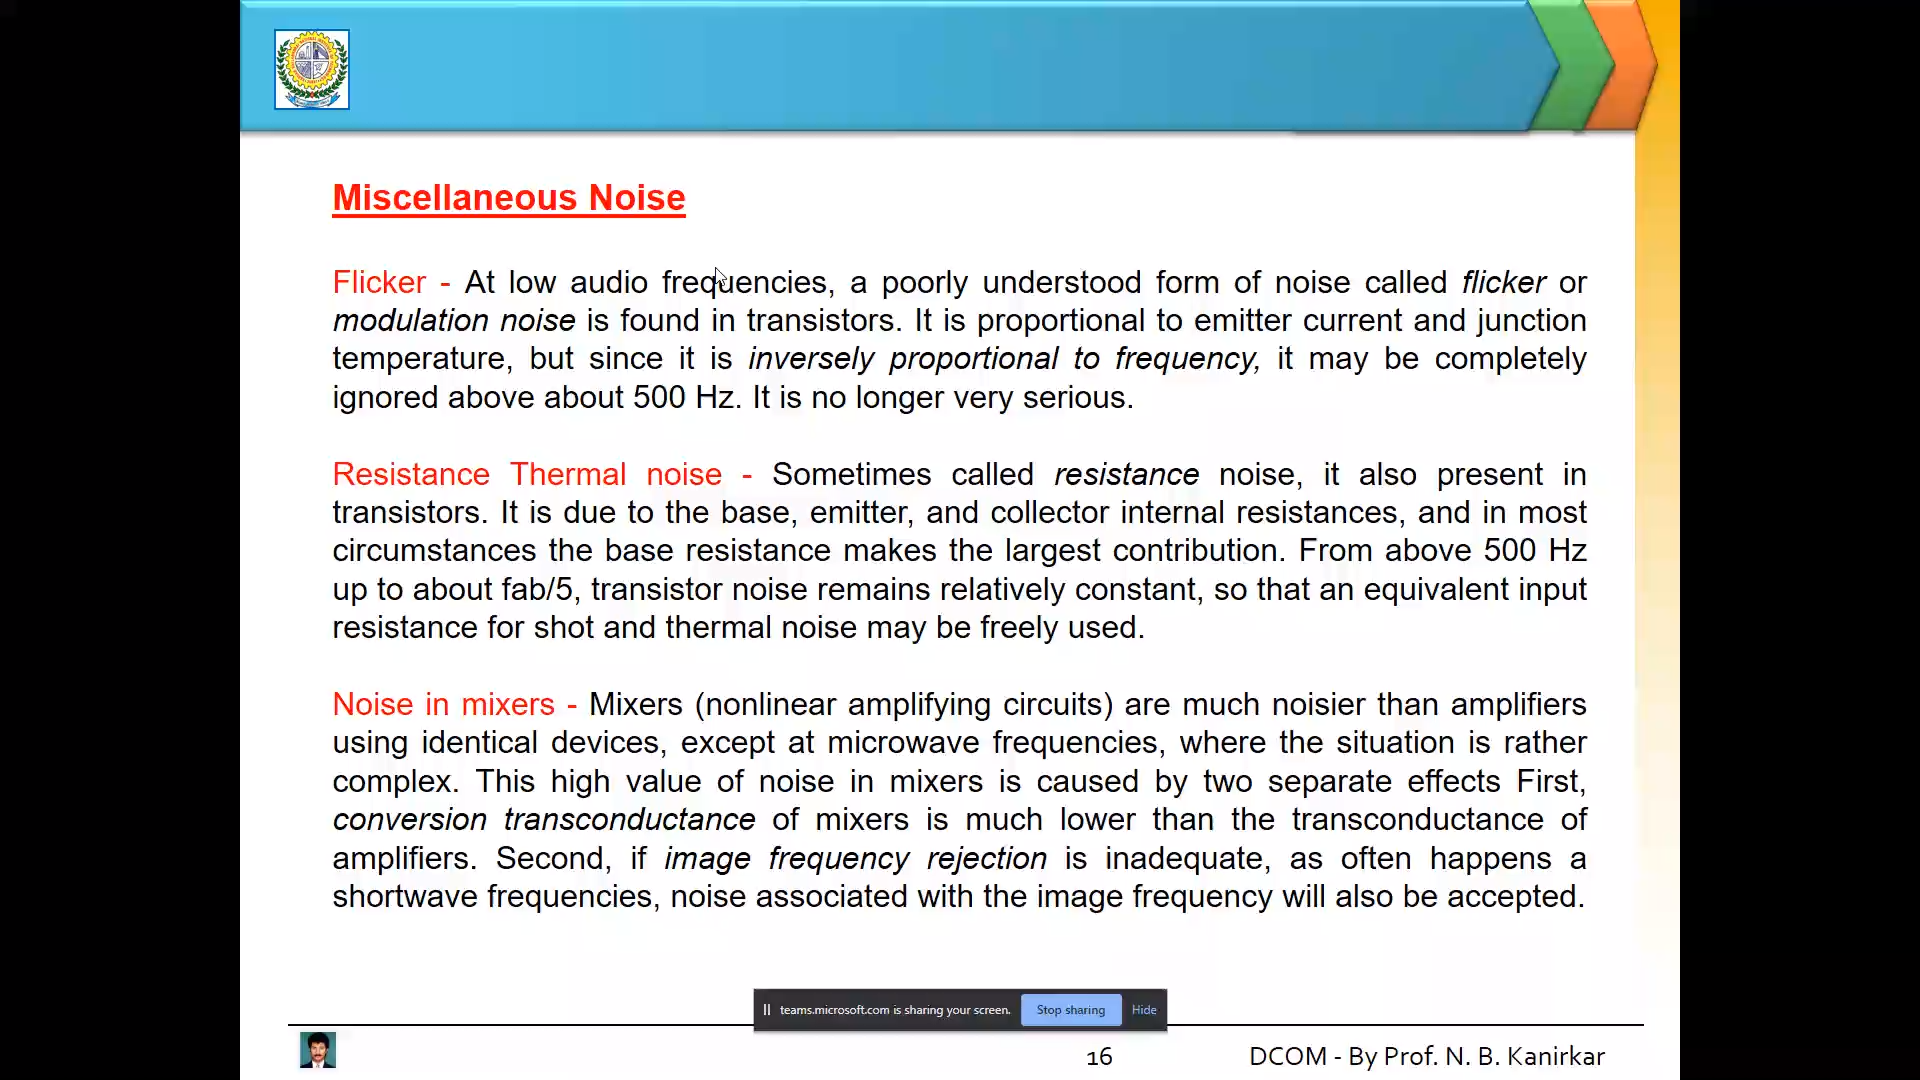 Miscellaneous Noise
Flicker - At low audio frequencies, a poorly understood form of noise called flicker or
modulation noise is found in transistors. It is proportional to emitter current and junction
temperature, but since it is inversely proportional to frequency, it may be completely
ignored above about 500 Hz. It is no longer very serious.
Resistance Thermal noise - Sometimes called resistance noise, it also present in
transistors. It is due to the base, emitter, and collector internal resistances, and in most
circumstances the base resistance makes the largest contribution. From above 500 Hz
up to about fab/5, transistor noise remains relatively constant, so that an equivalent input
resistance for shot and thermal noise may be freely used.
Noise in mixers - Mixers (nonlinear amplifying circuits) are much noisier than amplifiers
using identical devices, except at microwave frequencies, where the situation is rather
complex. This high value of noise in mixers is caused by two separate effects First,
conversion transconductance of mixers is much lower than the transconductance of
amplifiers. Second, if image frequency rejection is inadequate, as often happens a
shortwave frequencies, noise associated with the image frequency will also be accepted.
teams.microsoft.com is sharing your screen. Stop sharing Hide
16 DCOM - By Prof. N. B. Kanirkar